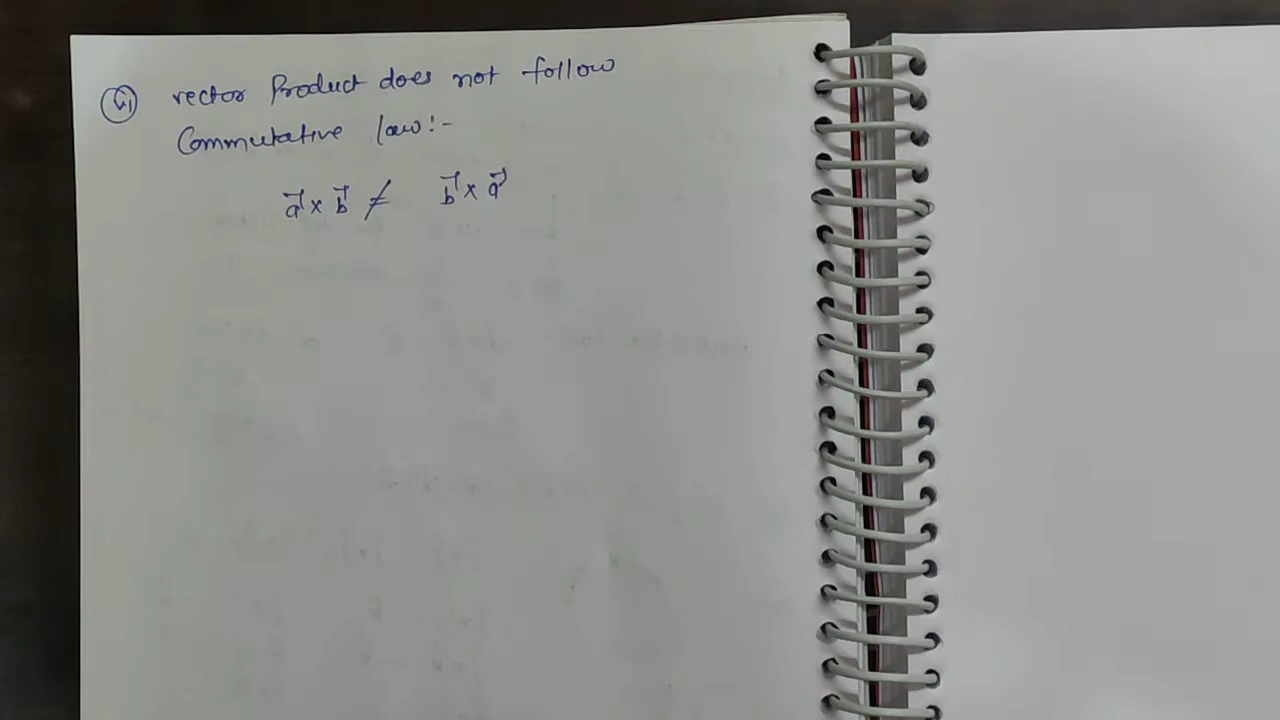 (vi) vector Product does not follow
Commutative law:-
a⃗ × b⃗ ≠ b⃗ × a⃗